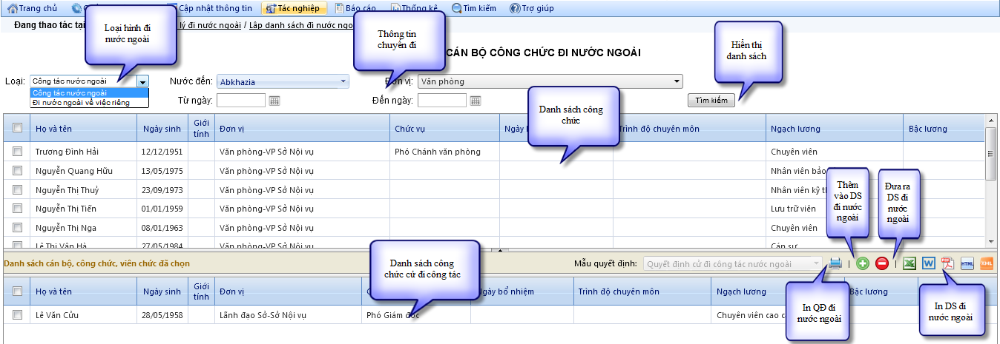 Trang chủ Cập nhật thông tin Tác nghiệp Báo cáo Thống kê Tìm kiếm Trợ giúp
Đang thao tác tại lý đi nước ngoài / Lập danh sách đi nước
Loại hình đi
nước ngoài
Thông tin
chuyến đi
Hiển thị
danh sách
CÁN BỘ CÔNG CHỨC ĐI NƯỚC NGOÀI
Loại: Công tác nước ngoài Nước đến: Abkhazia Đơn vị: Văn phòng
Công tác nước ngoài
Đi nước ngoài về việc riêng
Từ ngày: Đến ngày: Tìm kiếm
Danh sách công
chức
Họ và tên Ngày sinh Giới tính Đơn vị Chức vụ Ngày Trình độ chuyên môn Ngạch lương Bậc lương
Trương Đình Hải 12/12/1951 Văn phòng-VP Sở Nội vụ Phó Chánh văn phòng Chuyên viên
Nguyễn Quang Hữu 13/05/1975 Văn phòng-VP Sở Nội vụ Nhân viên bảo
Nguyễn Thị Thuỷ 23/09/1973 Văn phòng-VP Sở Nội vụ Nhân viên kỹ
Nguyễn Thị Tiến 01/01/1959 Văn phòng-VP Sở Nội vụ Lưu trữ viên
Nguyễn Thị Nga 08/01/1963 Văn phòng-VP Sở Nội vụ Chuyên viên
Lê Thị Vân Hà 27/05/1984 Văn phòng-VP Sở Nội vụ Cán sự
Thêm
vào DS
đi nước
ngoài
Đưa ra
DS đi
nước
ngoài
Danh sách công
chức cử đi công tác
Danh sách cán bộ, công chức, viên chức đã chọn Mẫu quyết định: Quyết định cử đi công tác nước ngoài HTML XML
Họ và tên Ngày sinh Giới tính Đơn vị Ngày bổ nhiệm Trình độ chuyên môn Ngạch lương Bậc lương
Lê Văn Cửu 28/05/1958 Lãnh đạo Sở-Sở Nội vụ Phó Giám đốc Chuyên viên cao
In QĐ đi
nước ngoài
In DS đi
nước ngoài